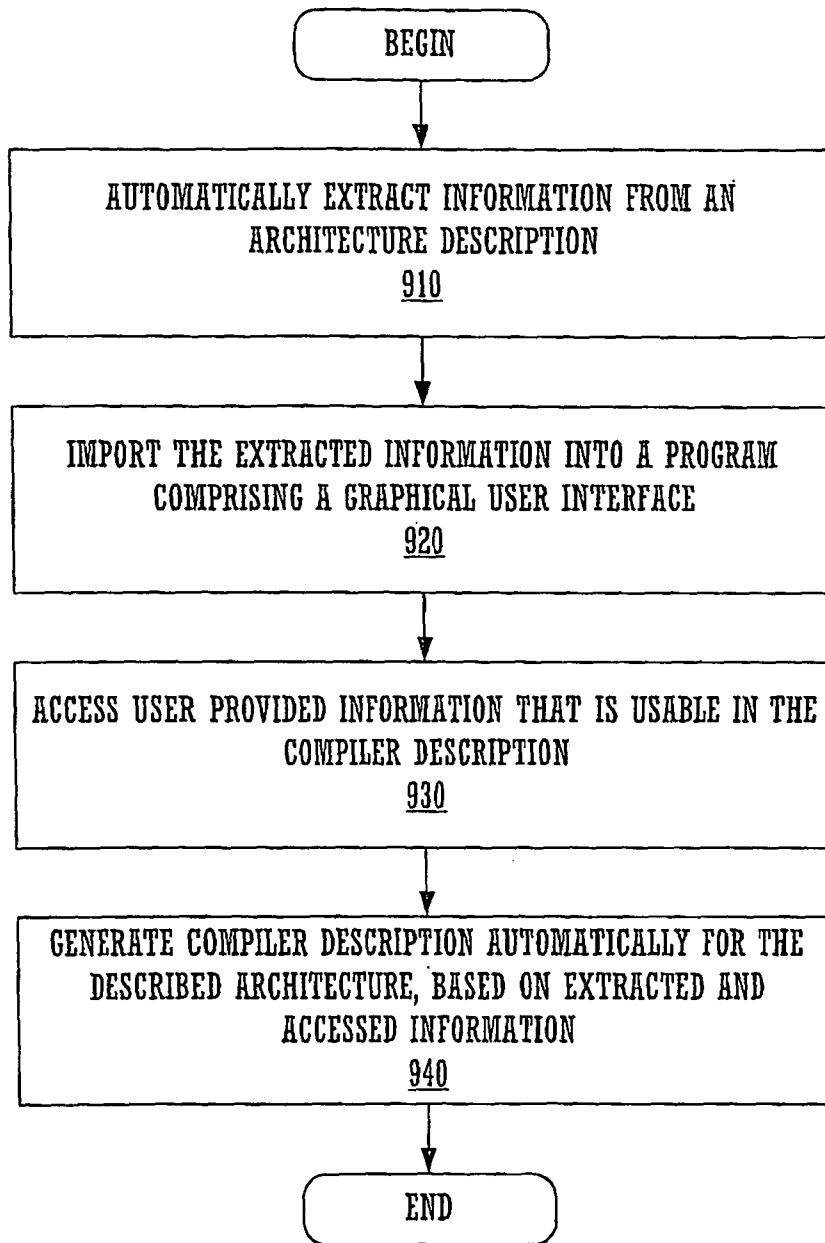 BEGIN
AUTOMATICALLY EXTRACT INFORMATION FROM AN
ARCHITECTURE DESCRIPTION
910
IMPORT THE EXTRACTED INFORMATION INTO A PROGRAM
COMPRISING A GRAPHICAL USER INTERFACE
920
ACCESS USER PROVIDED INFORMATION THAT IS USABLE IN THE
COMPILER DESCRIPTION
930
GENERATE COMPILER DESCRIPTION AUTOMATICALLY FOR THE
DESCRIBED ARCHITECTURE, BASED ON EXTRACTED AND
ACCESSED INFORMATION
940
END